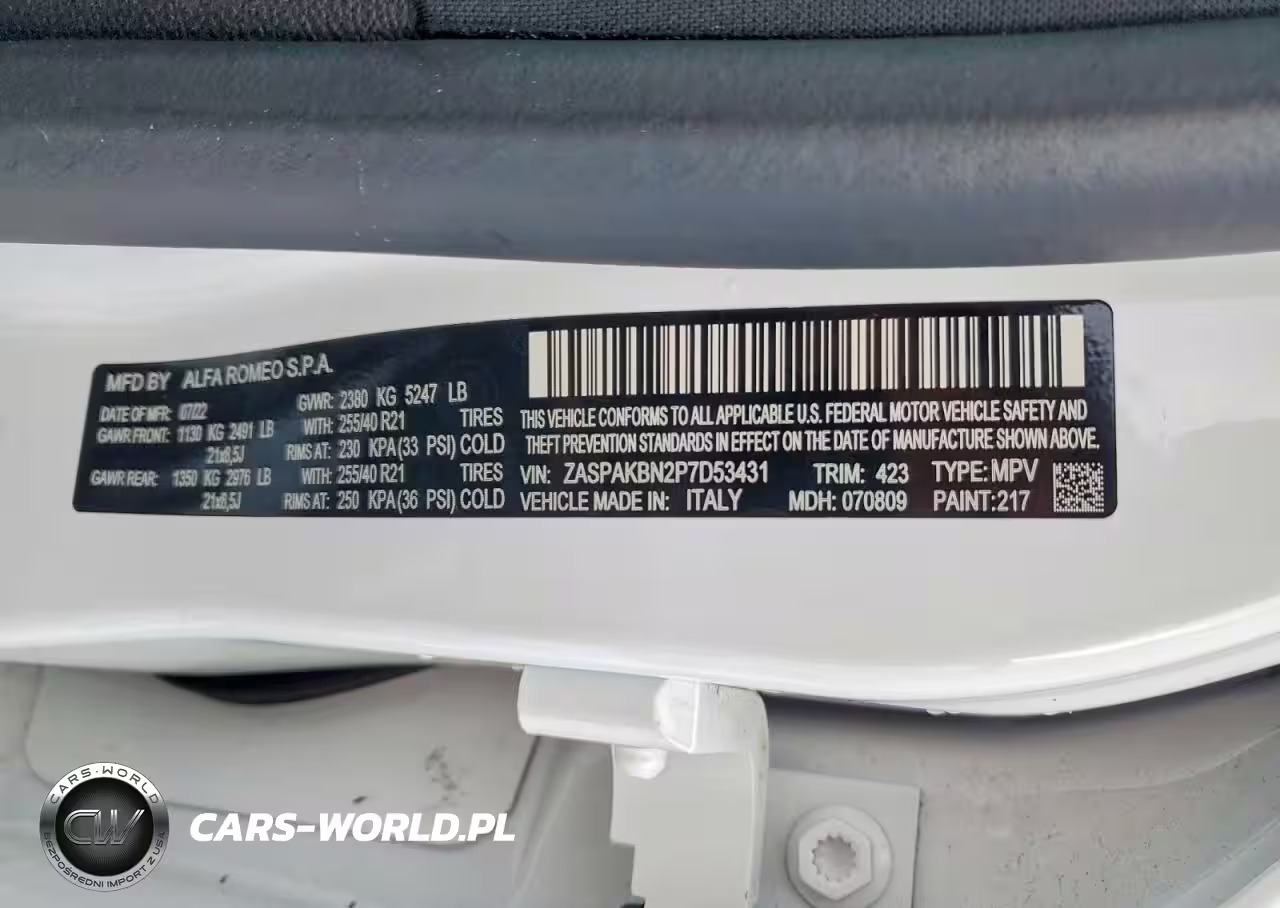 MFD BY ALFA ROMEO S.P.A.
DATE OF MFR: 07/22 GVWR: 2380 KG 5247 LB
GAWR FRONT: 1130 KG 2491 LB WITH: 255/40 R21 TIRES
21x8,5J RIMS AT: 230 KPA(33 PSI) COLD
GAWR REAR: 1350 KG 2976 LB WITH: 255/40 R21 TIRES
21x8,5J RIMS AT: 250 KPA(36 PSI) COLD
THIS VEHICLE CONFORMS TO ALL APPLICABLE U.S. FEDERAL MOTOR VEHICLE SAFETY AND
THEFT PREVENTION STANDARDS IN EFFECT ON THE DATE OF MANUFACTURE SHOWN ABOVE.
VIN: ZASPAKBN2P7D53431 TRIM: 423 TYPE: MPV
VEHICLE MADE IN: ITALY MDH: 070809 PAINT:217
CARS-WORLD
CW
BEZPOŚREDNI IMPORT Z USA
CARS-WORLD.PL